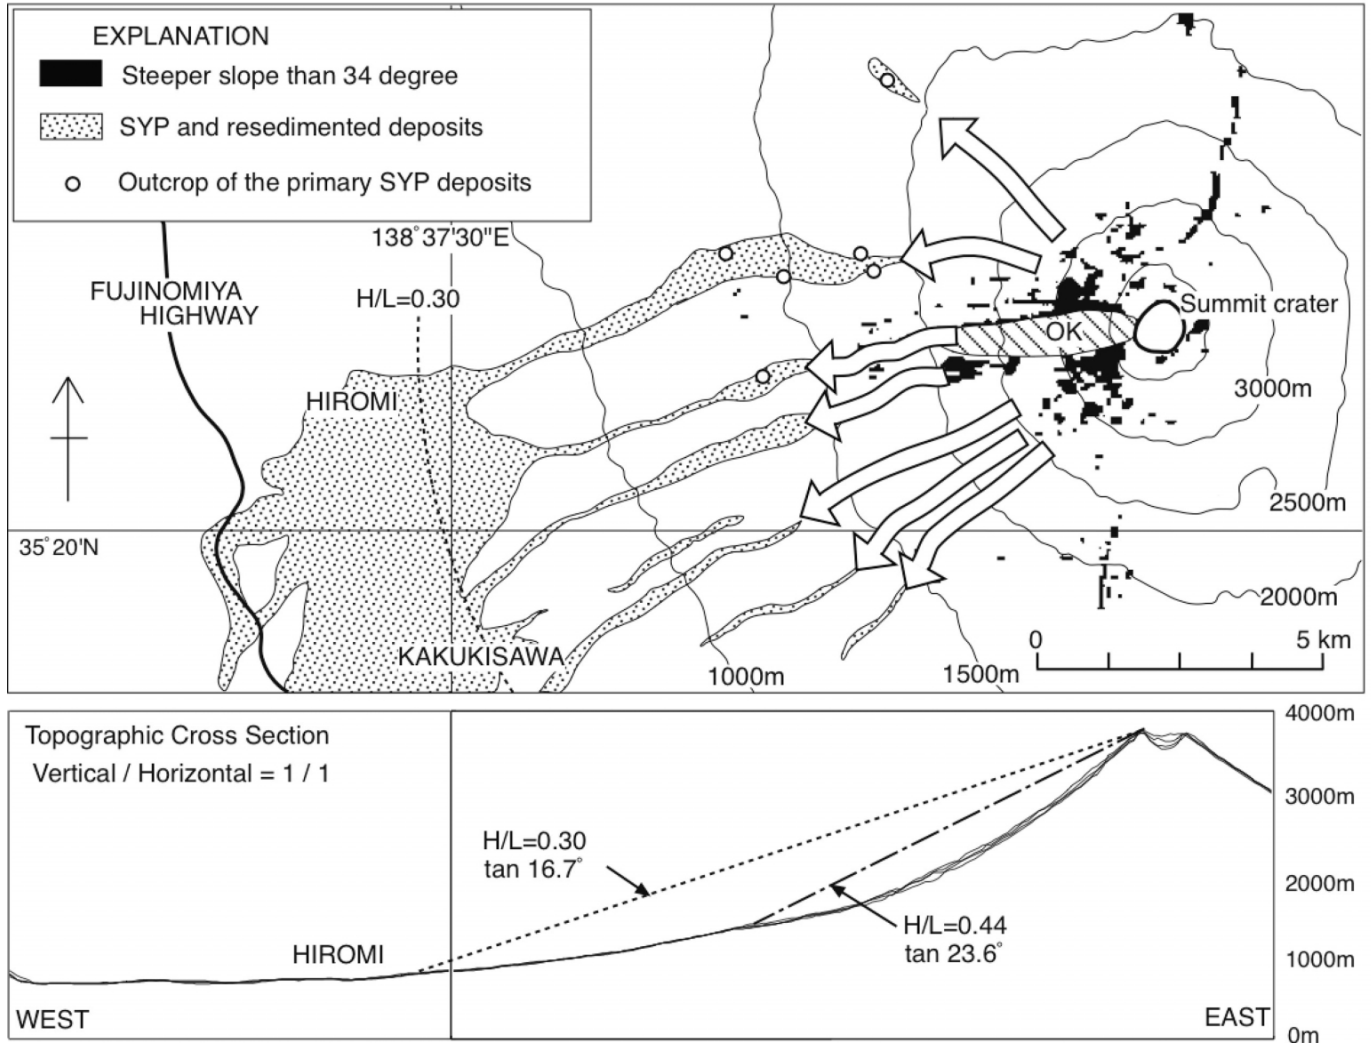 EXPLANATION
Steeper slope than 34 degree
SYP and resedimented deposits
Outcrop of the primary SYP deposits
138°37'30"E
FUJINOMIYA
HIGHWAY
H/L=0.30
Summit crater
OK
HIROMI
3000m
2500m
35°20'N
2000m
KAKUKISAWA
0
5 km
1000m
1500m
Topographic Cross Section
Vertical / Horizontal = 1 / 1
4000m
3000m
H/L=0.30
tan 16.7°
2000m
H/L=0.44
tan 23.6°
HIROMI
1000m
WEST
EAST
0m